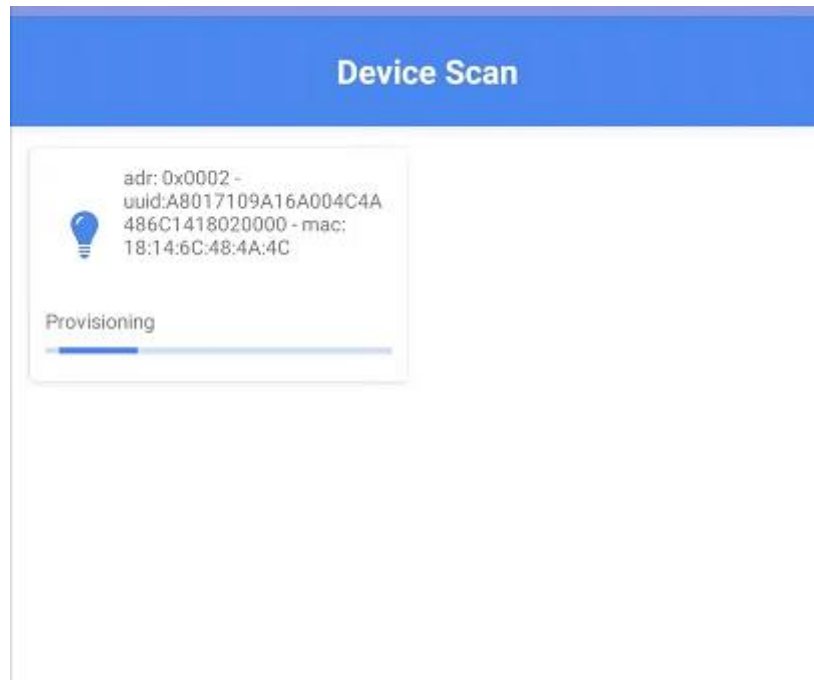 Device Scan
adr: 0x0002 -
uuid:A8017109A16A004C4A
486C1418020000 - mac:
18:14:6C:48:4A:4C
Provisioning